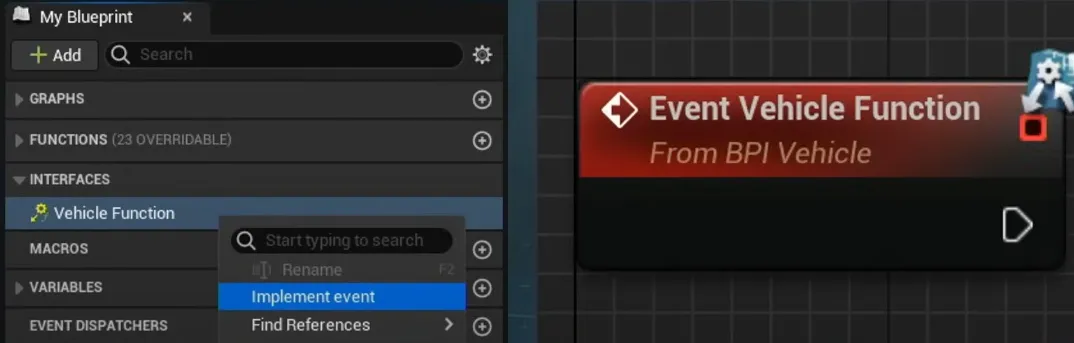 My Blueprint
Add
Search
GRAPHS
FUNCTIONS (23 OVERRIDABLE)
INTERFACES
Vehicle Function
Start typing to search
Rename F2
Implement event
Find References
MACROS
VARIABLES
EVENT DISPATCHERS
Event Vehicle Function
From BPI Vehicle